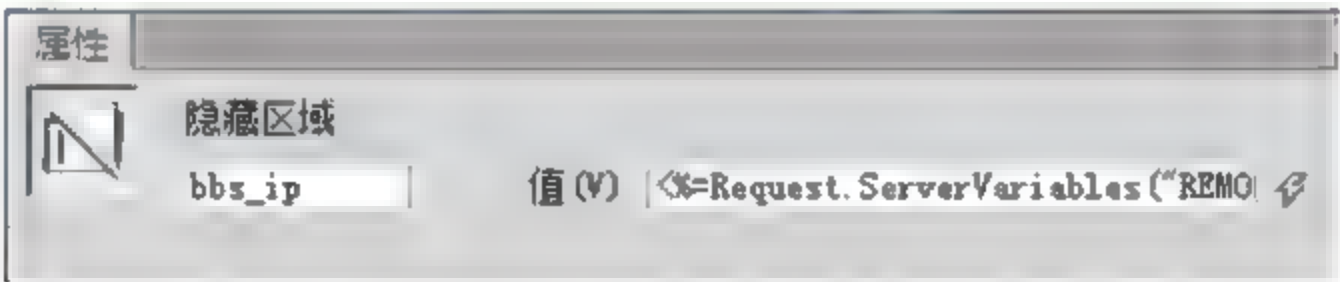 属性
隐藏区域
bbs_ip 值(V) <%=Request.ServerVariables("REMO